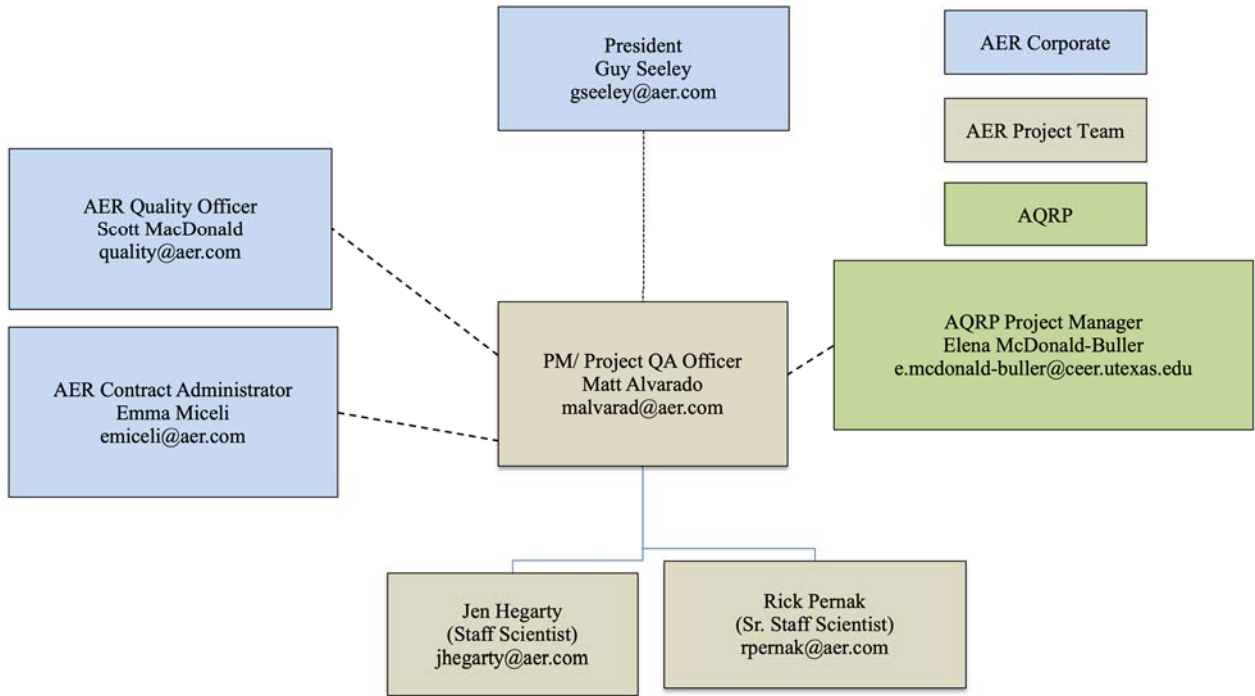 President
Guy Seeley
gseeley@aer.com
AER Corporate
AER Project Team
AQRP
AER Quality Officer
Scott MacDonald
quality@aer.com
AER Contract Administrator
Emma Miceli
emiceli@aer.com
PM/ Project QA Officer
Matt Alvarado
malvarad@aer.com
AQRP Project Manager
Elena McDonald-Buller
e.mcdonald-buller@ceer.utexas.edu
Jen Hegarty
(Staff Scientist)
jhegarty@aer.com
Rick Pernak
(Sr. Staff Scientist)
rpernak@aer.com